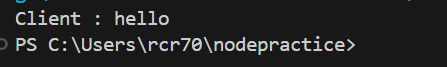 Client : hello
PS C:\Users\rcr70\nodepractice>